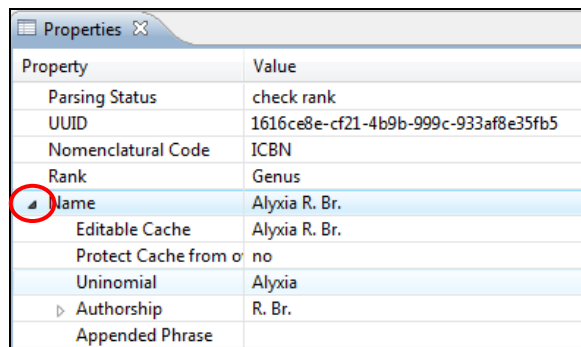 Properties
Property Value
Parsing Status check rank
UUID 1616ce8e-cf21-4b9b-999c-933af8e35fb5
Nomenclatural Code ICBN
Rank Genus
Name Alyxia R. Br.
Editable Cache Alyxia R. Br.
Protect Cache from o no
Uninomial Alyxia
Authorship R. Br.
Appended Phrase